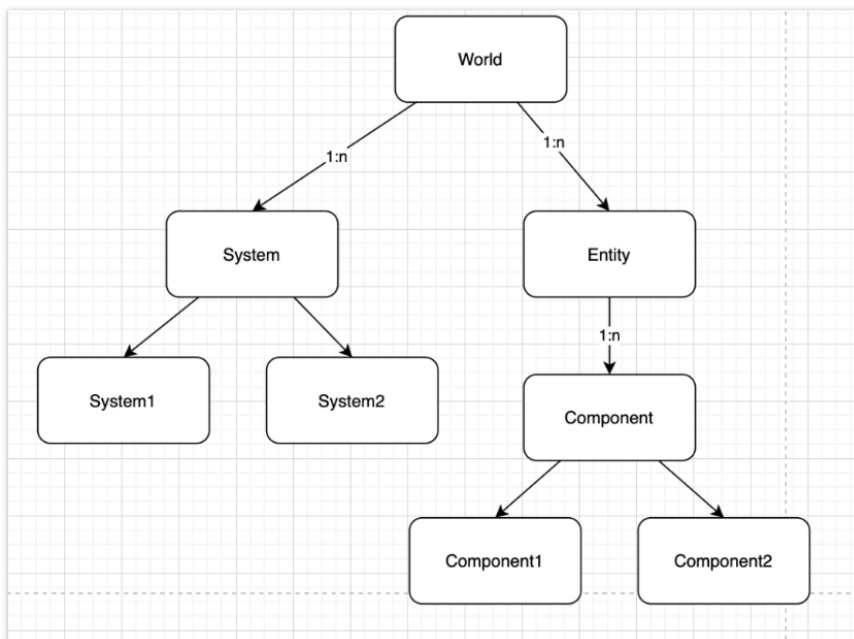 World
1:n
1:n
System
Entity
1:n
System1
System2
Component
Component1
Component2